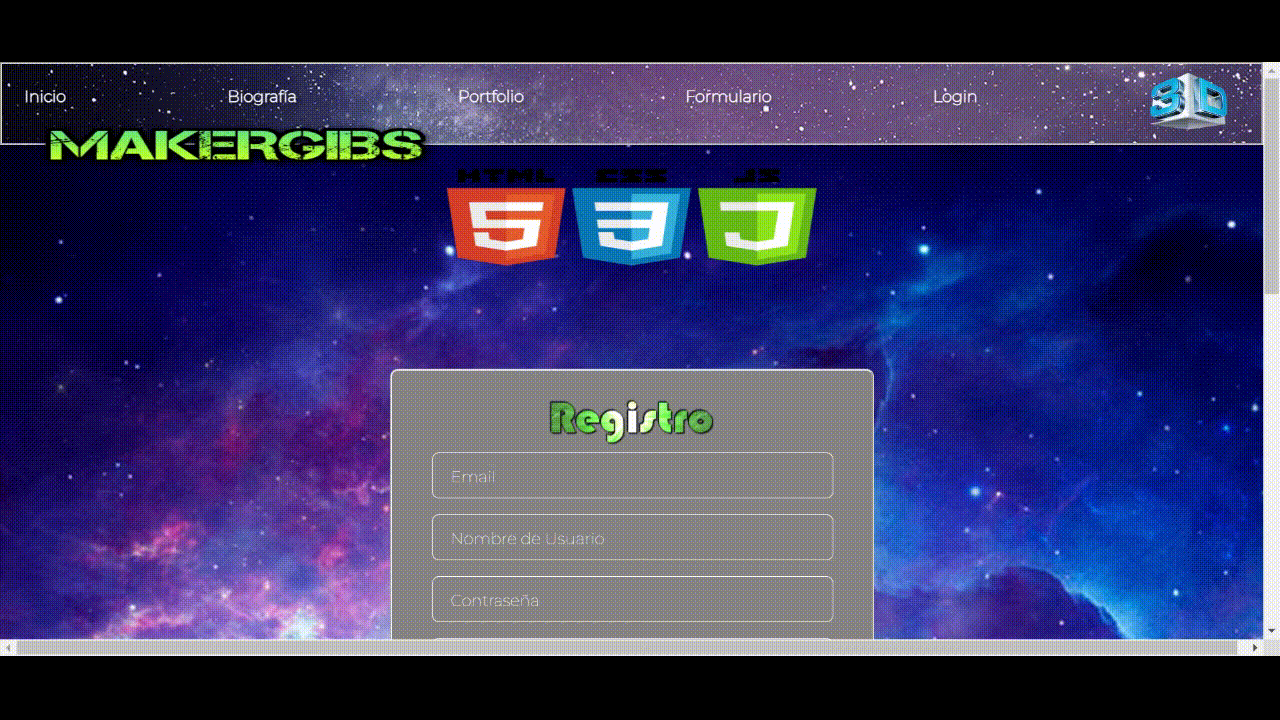 Inicio Biografía Portfolio Formulario Login
3D
MAKERGIBS
HTML CSS JS
5 3 J
Registro
Email
Nombre de Usuario
Contraseña